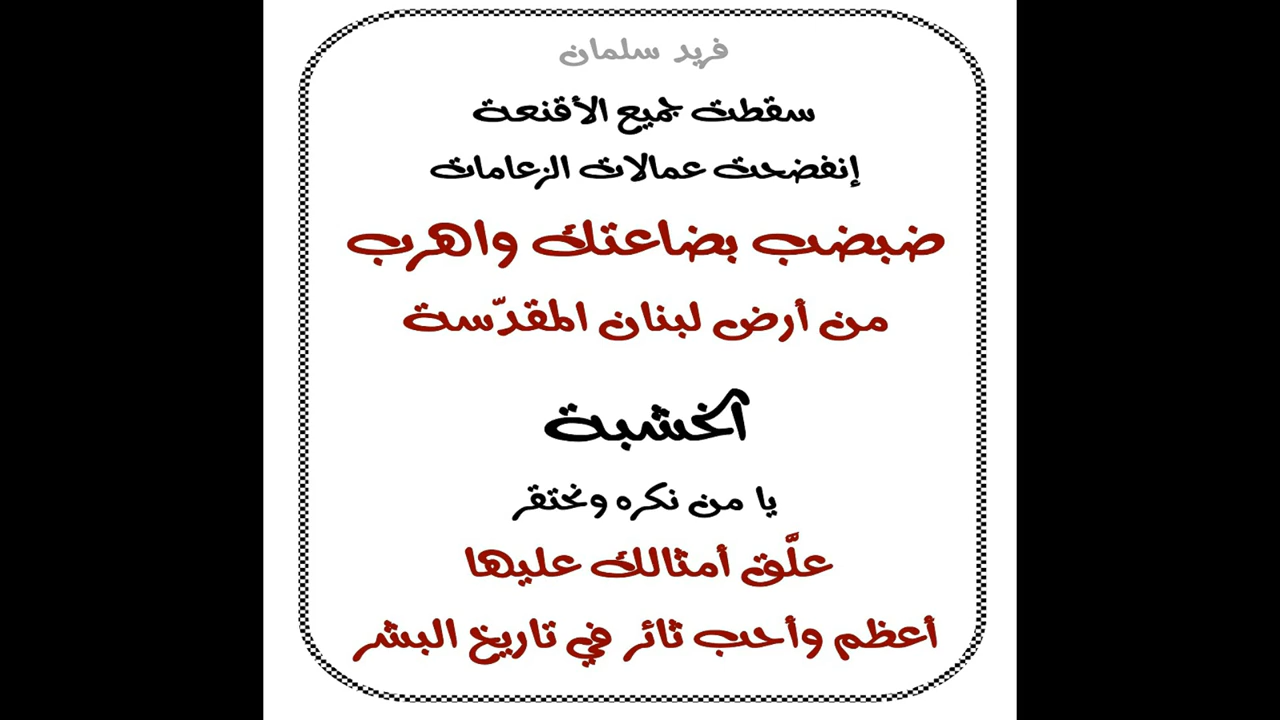 فريد سلمان
سقطت جميع الأقنعة
إنفضحت عمالات الزعامات
ضبضب بضاعتك واهرب
من أرض لبنان المقدّسة
الخشبة
يا من نكره ونحتقر
علّق أمثالك عليها
أعظم وأحب ثائر في تاريخ البشر